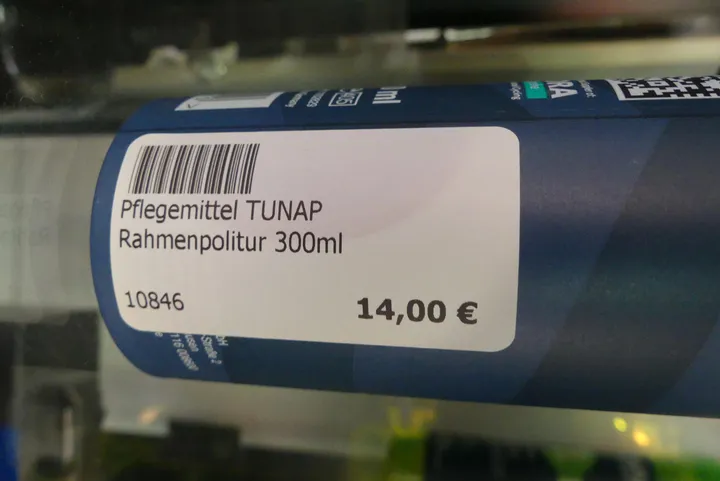 Pflegemittel TUNAP
Rahmenpolitur 300ml
10846
14,00 €